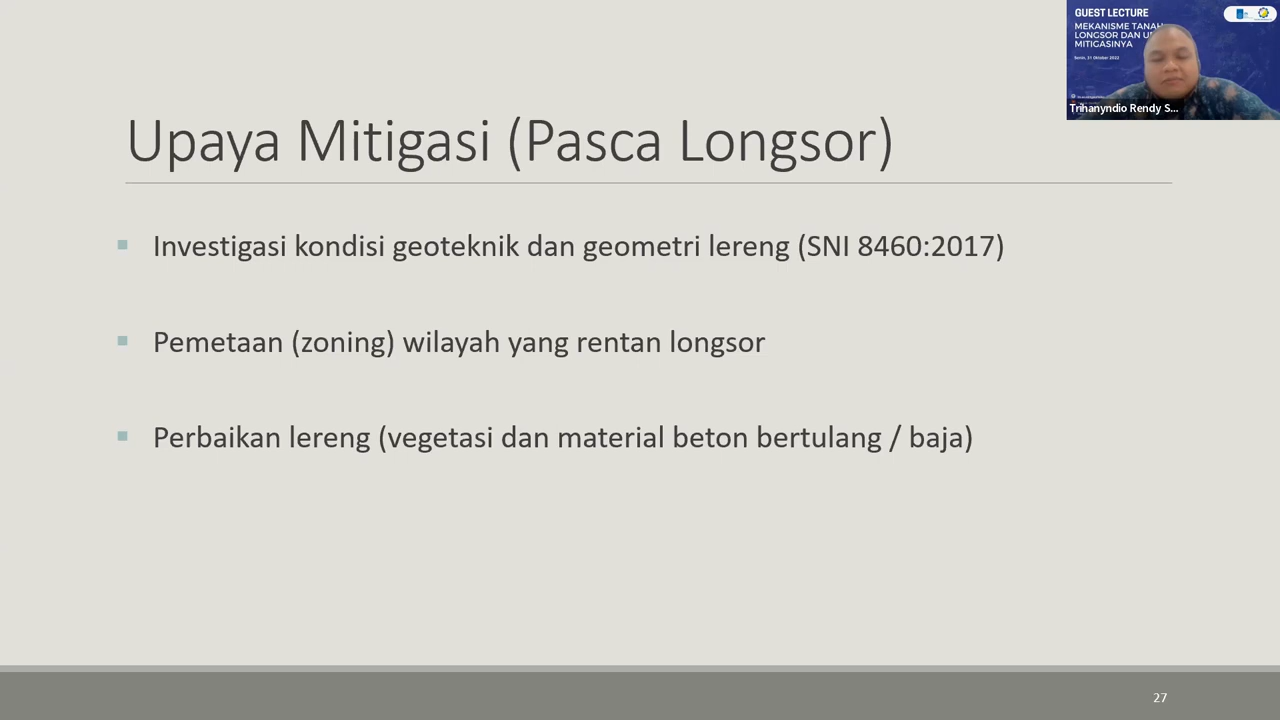 GUEST LECTURE
MEKANISME TANAH
LONGSOR DAN
MITIGASINYA
Senin, 31 Oktober 2022
Trihanyndio Rendy S...
Upaya Mitigasi (Pasca Longsor)
▪ Investigasi kondisi geoteknik dan geometri lereng (SNI 8460:2017)
▪ Pemetaan (zoning) wilayah yang rentan longsor
▪ Perbaikan lereng (vegetasi dan material beton bertulang / baja)
27